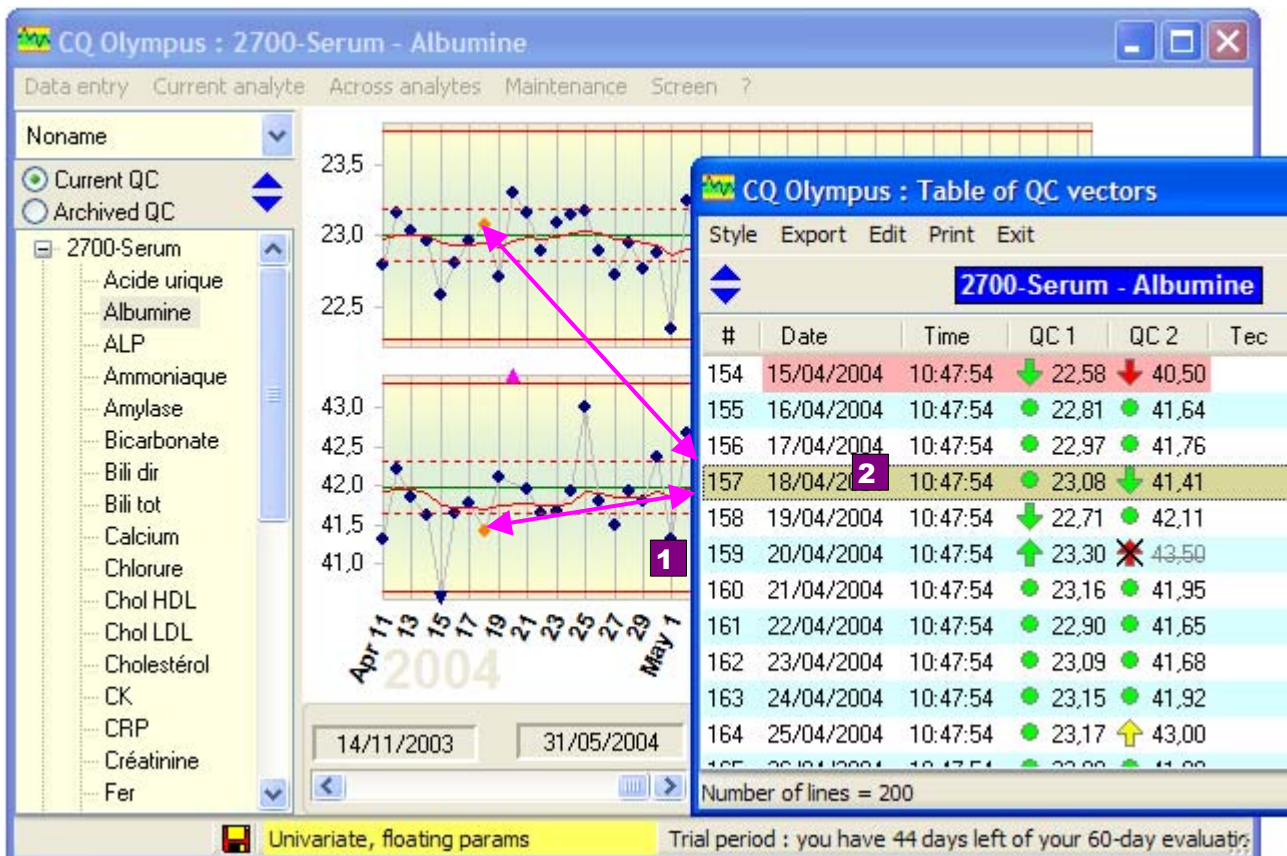 CQ Olympus : 2700-Serum - Albumine
Data entry Current analyte Across analytes Maintenance Screen ?
Noname
Current QC
Archived QC
2700-Serum
Acide urique
Albumine
ALP
Ammoniaque
Amylase
Bicarbonate
Bili dir
Bili tot
Calcium
Chlorure
Chol HDL
Chol LDL
Cholestérol
CK
CRP
Créatinine
Fer
23,5
23.0
22,5
43.0
42,5
42.0
41,5
41.0
Apr 11
13
15
17
19
21
23
25
27
29
May 1
2004
1
14/11/2003 31/05/2004
CQ Olympus : Table of QC vectors
Style Export Edit Print Exit
2700-Serum - Albumine
# Date Time QC 1 QC 2 Tec
154 15/04/2004 10:47:54 22,58 40,50
155 16/04/2004 10:47:54 22,81 41,64
156 17/04/2004 10:47:54 22,97 41,76
157 18/04/20 2 10:47:54 23,08 41,41
158 19/04/2004 10:47:54 22,71 42,11
159 20/04/2004 10:47:54 23,30 43,50
160 21/04/2004 10:47:54 23,16 41,95
161 22/04/2004 10:47:54 22,90 41,65
162 23/04/2004 10:47:54 23,09 41,68
163 24/04/2004 10:47:54 23,15 41,92
164 25/04/2004 10:47:54 23,17 43,00
Number of lines = 200
Univariate, floating params
Trial period : you have 44 days left of your 60-day evaluatio